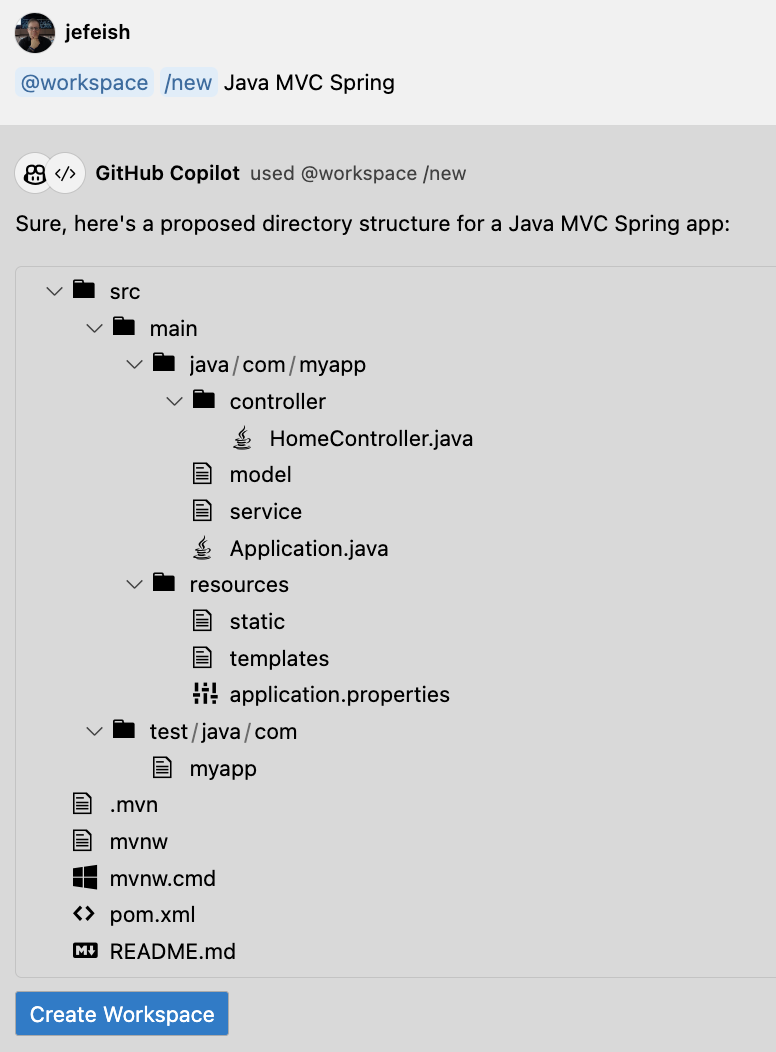 jefeish
@workspace /new Java MVC Spring
GitHub Copilot used @workspace /new
Sure, here's a proposed directory structure for a Java MVC Spring app:
src
main
java/com/myapp
controller
HomeController.java
model
service
Application.java
resources
static
templates
application.properties
test/java/com
myapp
.mvn
mvnw
mvnw.cmd
pom.xml
README.md
Create Workspace